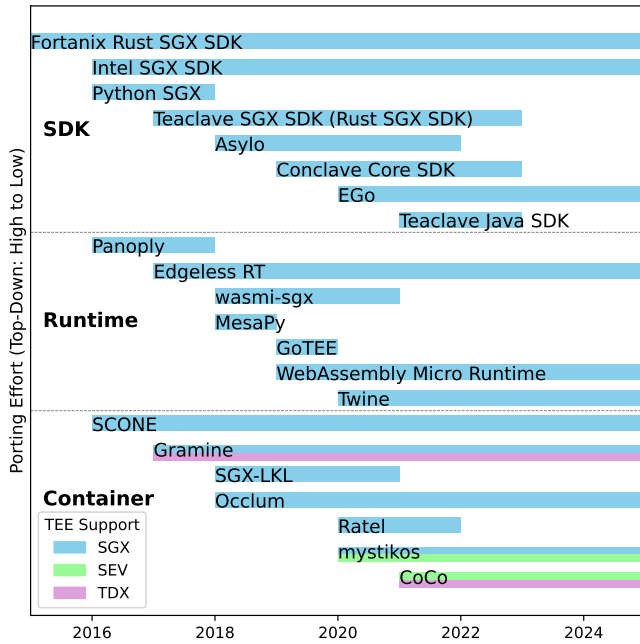 Porting Effort (Top-Down: High to Low)
Fortanix Rust SGX SDK
Intel SGX SDK
Python SGX
Teaclave SGX SDK (Rust SGX SDK)
SDK
Asylo
Conclave Core SDK
EGo
Teaclave Java SDK
Panoply
Edgeless RT
wasmi-sgx
Runtime
MesaPy
GoTEE
WebAssembly Micro Runtime
Twine
SCONE
Gramine
SGX-LKL
Container
Occlum
Ratel
mystikos
CoCo
TEE Support
SGX
SEV
TDX
2016 2018 2020 2022 2024